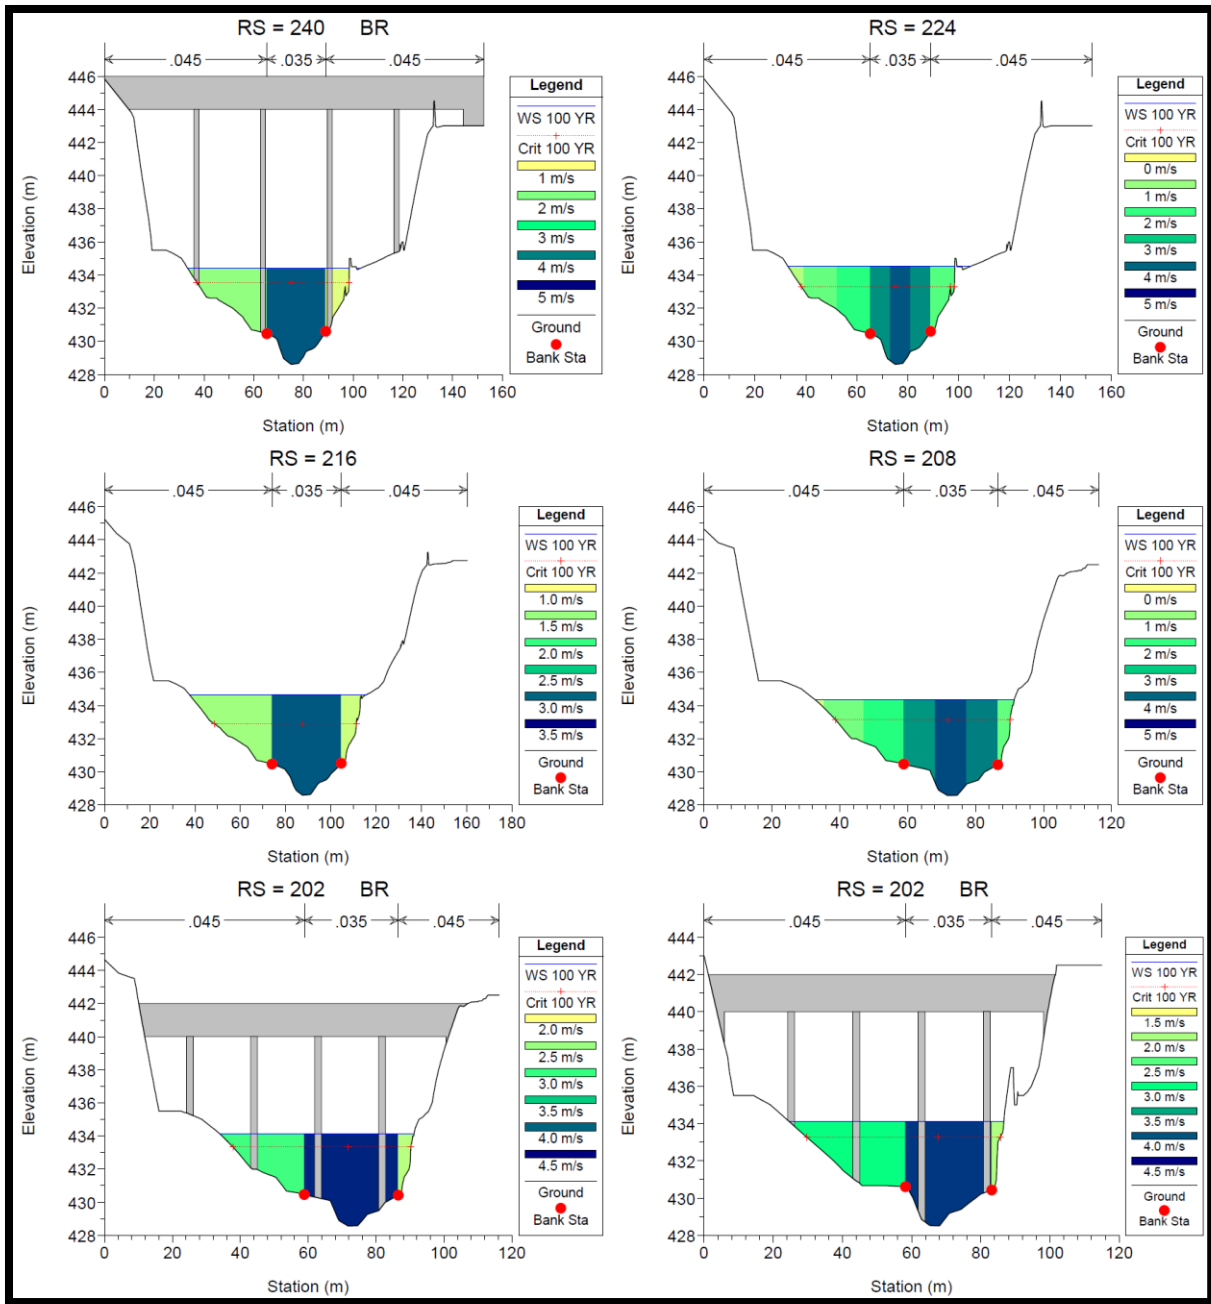 RS = 240 BR
.045 .035 .045
446
444
442
440
438
436
434
432
430
428
0 20 40 60 80 100 120 140 160
Elevation (m)
Station (m)
Legend
WS 100 YR
Crit 100 YR
1 m/s
2 m/s
3 m/s
4 m/s
5 m/s
Ground
Bank Sta
RS = 224
.045 .035 .045
446
444
442
440
438
436
434
432
430
428
0 20 40 60 80 100 120 140 160
Elevation (m)
Station (m)
Legend
WS 100 YR
Crit 100 YR
0 m/s
1 m/s
2 m/s
3 m/s
4 m/s
5 m/s
Ground
Bank Sta
RS = 216
.045 .035 .045
446
444
442
440
438
436
434
432
430
428
0 20 40 60 80 100 120 140 160 180
Elevation (m)
Station (m)
Legend
WS 100 YR
Crit 100 YR
1.0 m/s
1.5 m/s
2.0 m/s
2.5 m/s
3.0 m/s
3.5 m/s
Ground
Bank Sta
RS = 208
.045 .035 .045
446
444
442
440
438
436
434
432
430
428
0 20 40 60 80 100 120
Elevation (m)
Station (m)
Legend
WS 100 YR
Crit 100 YR
0 m/s
1 m/s
2 m/s
3 m/s
4 m/s
5 m/s
Ground
Bank Sta
RS = 202 BR
.045 .035 .045
446
444
442
440
438
436
434
432
430
428
0 20 40 60 80 100 120
Elevation (m)
Station (m)
Legend
WS 100 YR
Crit 100 YR
2.0 m/s
2.5 m/s
3.0 m/s
3.5 m/s
4.0 m/s
4.5 m/s
Ground
Bank Sta
RS = 202 BR
.045 .035 .045
444
442
440
438
436
434
432
430
428
0 20 40 60 80 100 120
Elevation (m)
Station (m)
Legend
WS 100 YR
Crit 100 YR
1.5 m/s
2.0 m/s
2.5 m/s
3.0 m/s
3.5 m/s
4.0 m/s
4.5 m/s
Ground
Bank Sta